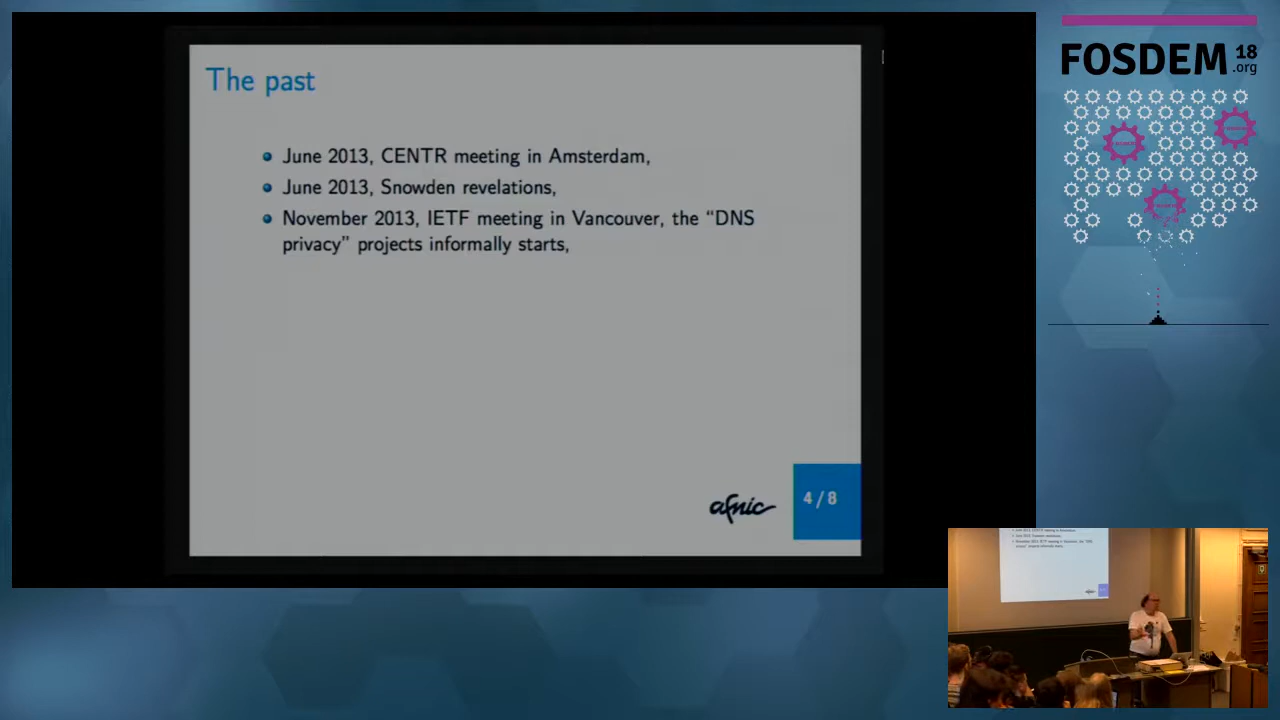 The past
June 2013, CENTR meeting in Amsterdam,
June 2013, Snowden revelations,
November 2013, IETF meeting in Vancouver, the “DNS
privacy” projects informally starts,
afnic
4 / 8
FOSDEM 18
.org